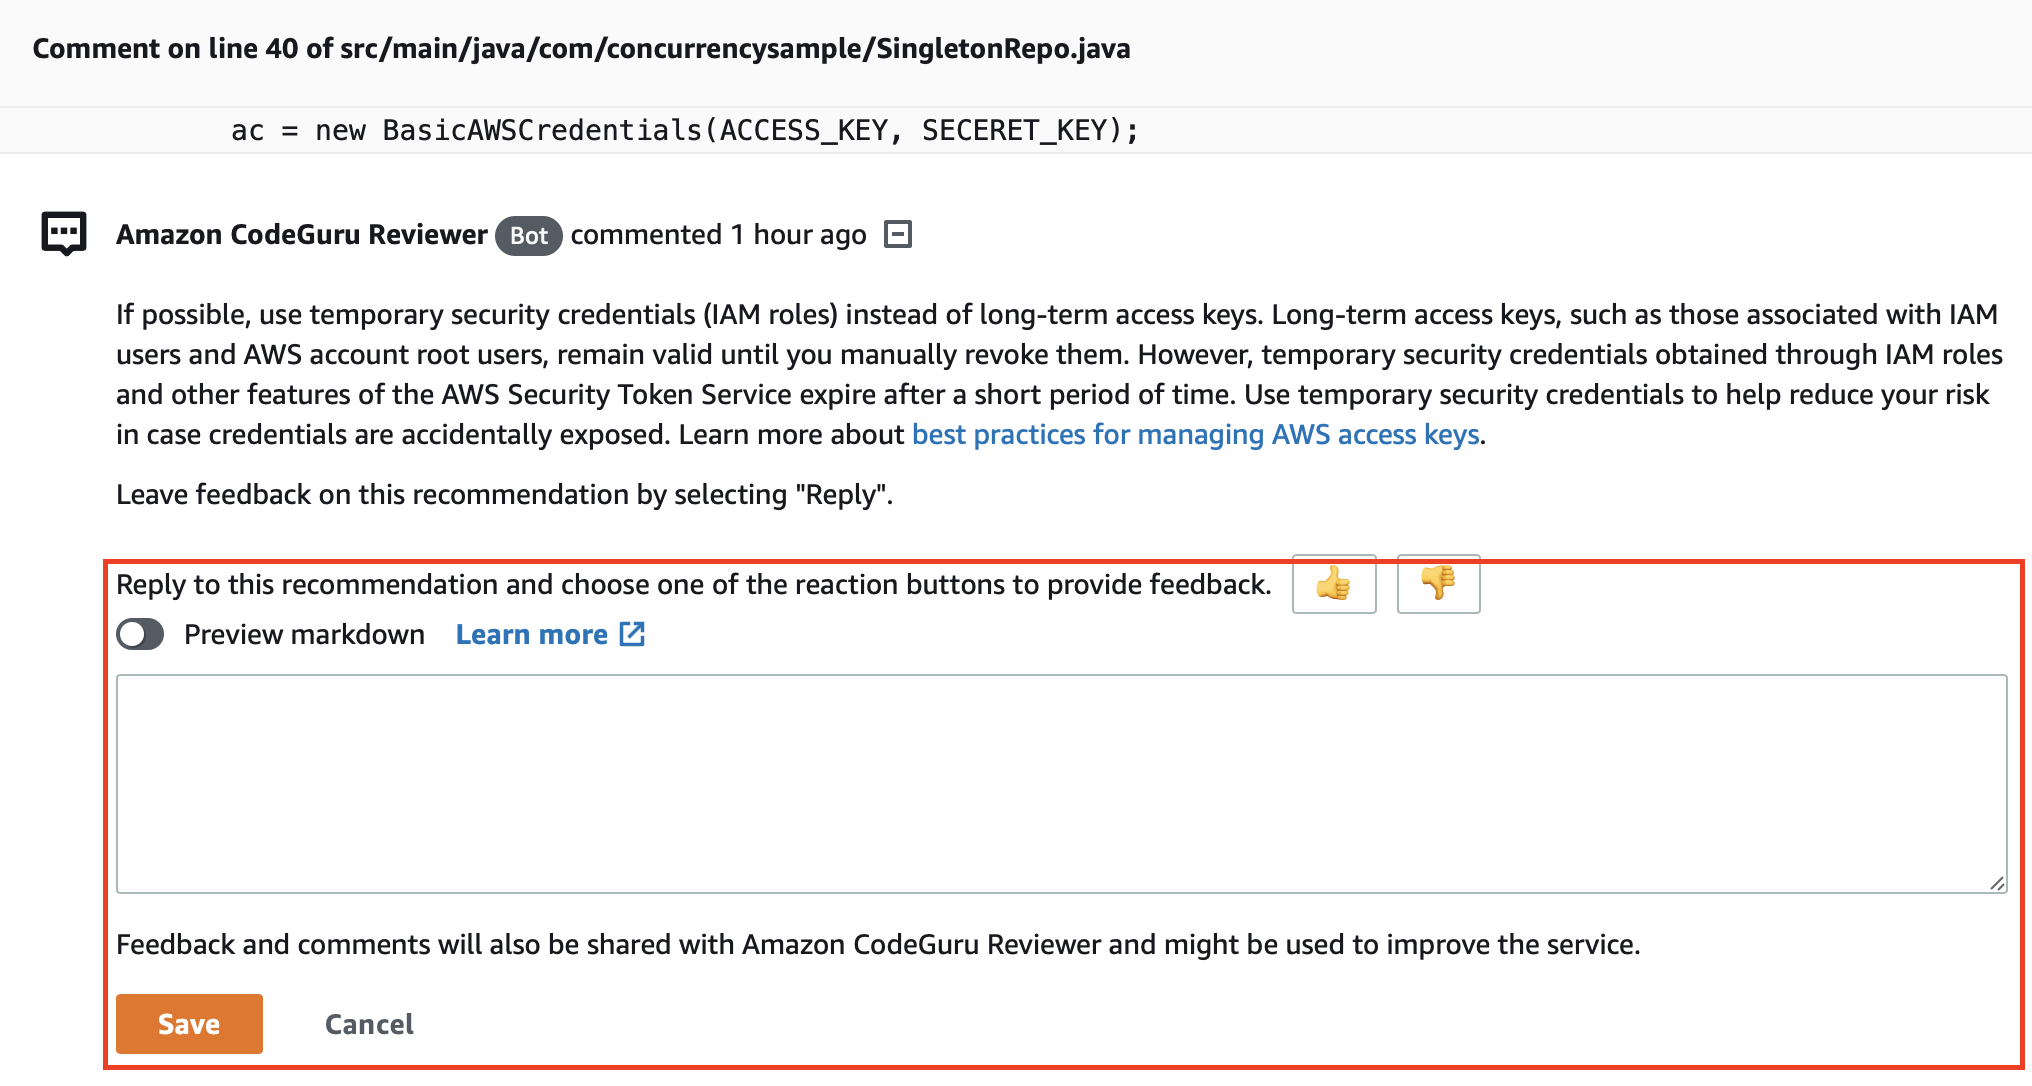 Comment on line 40 of src/main/java/com/concurrencysample/SingletonRepo.java
ac = new BasicAWSCredentials(ACCESS_KEY, SECERET_KEY);
Amazon CodeGuru Reviewer Bot commented 1 hour ago
If possible, use temporary security credentials (IAM roles) instead of long-term access keys. Long-term access keys, such as those associated with IAM
users and AWS account root users, remain valid until you manually revoke them. However, temporary security credentials obtained through IAM roles
and other features of the AWS Security Token Service expire after a short period of time. Use temporary security credentials to help reduce your risk
in case credentials are accidentally exposed. Learn more about best practices for managing AWS access keys.
Leave feedback on this recommendation by selecting "Reply".
Reply to this recommendation and choose one of the reaction buttons to provide feedback.
Preview markdown Learn more
Feedback and comments will also be shared with Amazon CodeGuru Reviewer and might be used to improve the service.
Save Cancel